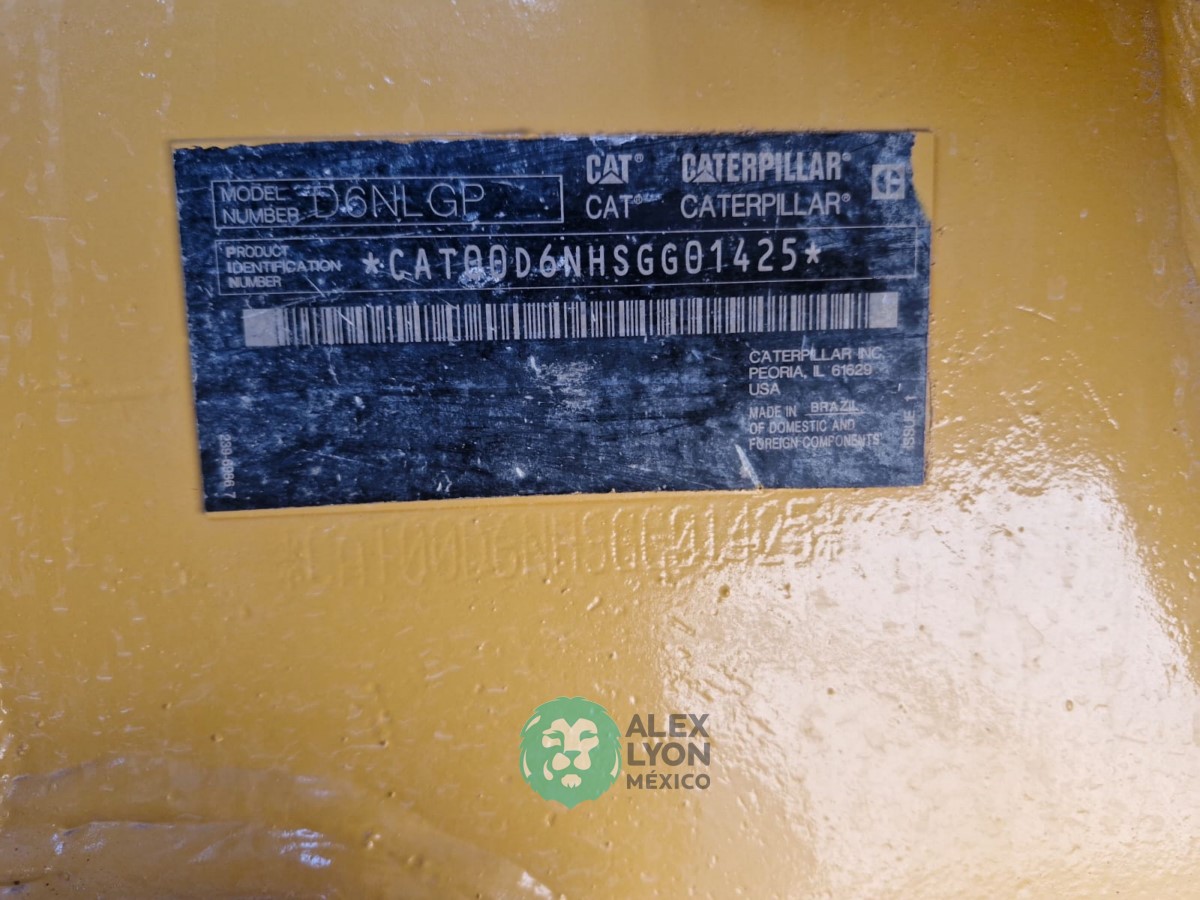 MODEL NUMBER D6NLGP
CAT® CATERPILLAR®
CAT® CATERPILLAR®
PRODUCT IDENTIFICATION NUMBER *CAT00D6NHSGG01425*
CATERPILLAR INC.
PEORIA, IL 61629
USA
MADE IN BRAZIL
OF DOMESTIC AND
FOREIGN COMPONENTS
ISSUE 1
*CAT00D6NHSGG01425*
ALEX
LYON
MÉXICO